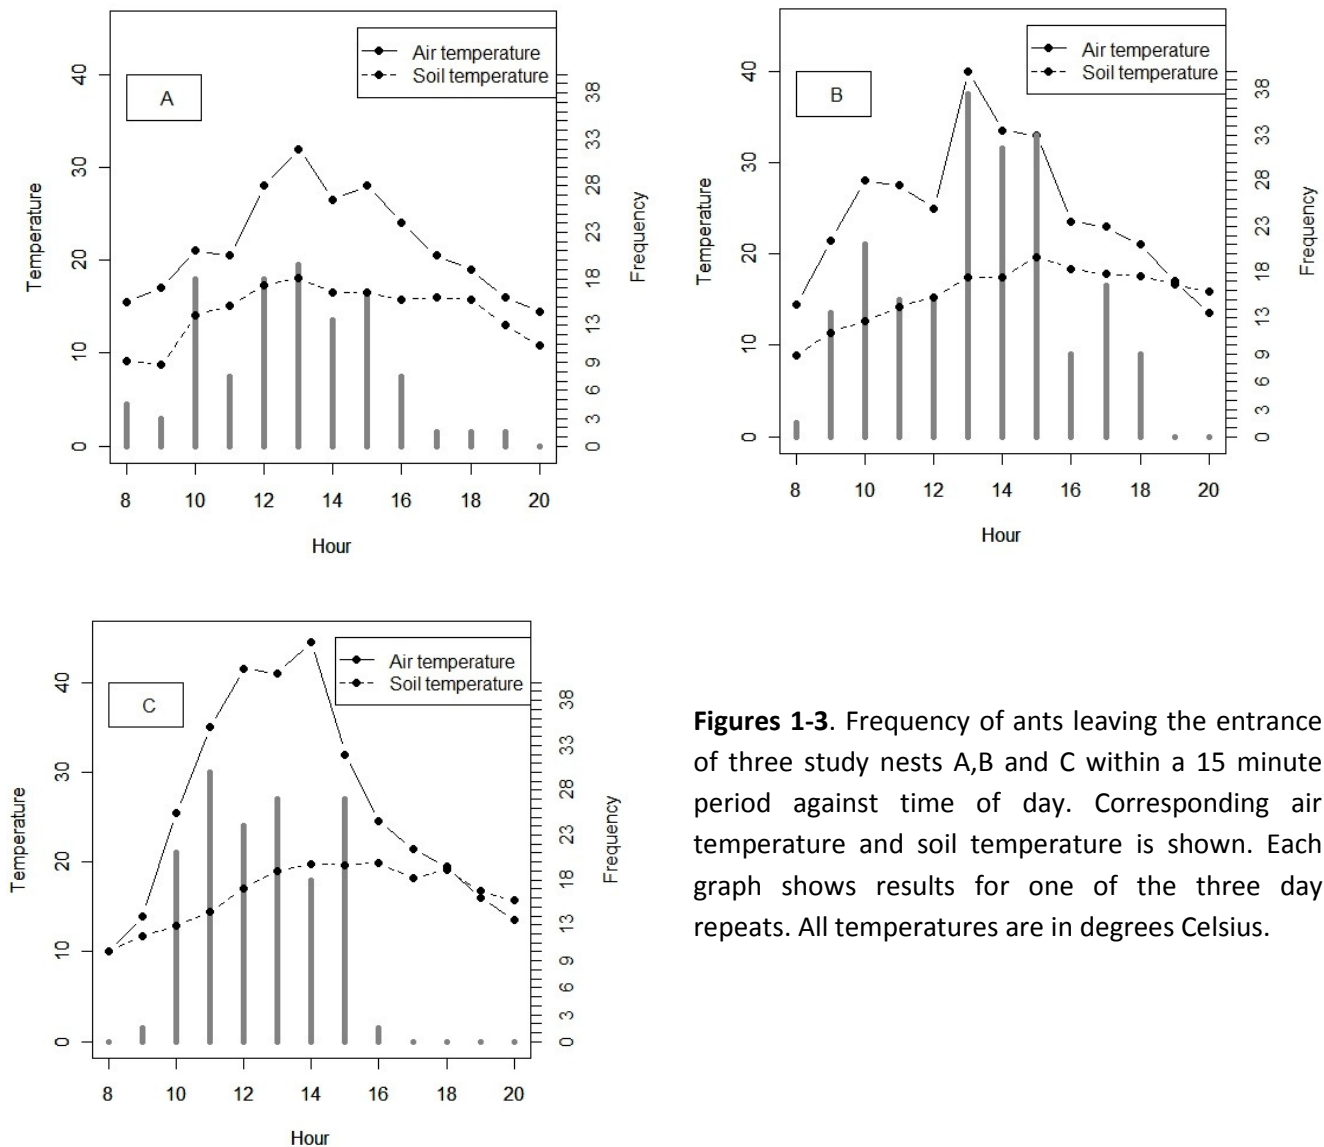 Air temperature
Soil temperature
A
Temperature
40
30
20
10
0
38
33
28
23
18
13
9
6
3
0
Frequency
8 10 12 14 16 18 20
Hour
Air temperature
Soil temperature
B
Temperature
40
30
20
10
0
38
33
28
23
18
13
9
6
3
0
Frequency
8 10 12 14 16 18 20
Hour
Air temperature
Soil temperature
C
Temperature
40
30
20
10
0
38
33
28
23
18
13
9
6
3
0
Frequency
8 10 12 14 16 18 20
Hour
Figures 1-3. Frequency of ants leaving the entrance
of three study nests A,B and C within a 15 minute
period against time of day. Corresponding air
temperature and soil temperature is shown. Each
graph shows results for one of the three day
repeats. All temperatures are in degrees Celsius.